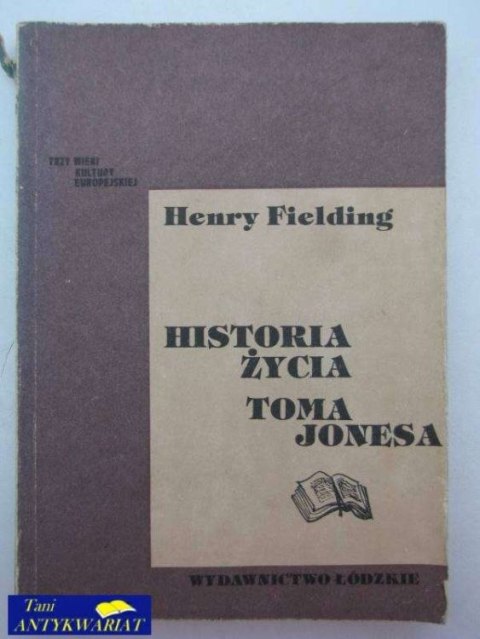 TRZY WIEKI
KULTURY
EUROPEJSKIEJ
Henry Fielding
HISTORIA
ŻYCIA
TOMA
JONESA
WYDAWNICTWO ŁÓDZKIE
Tani
ANTYKWARIAT